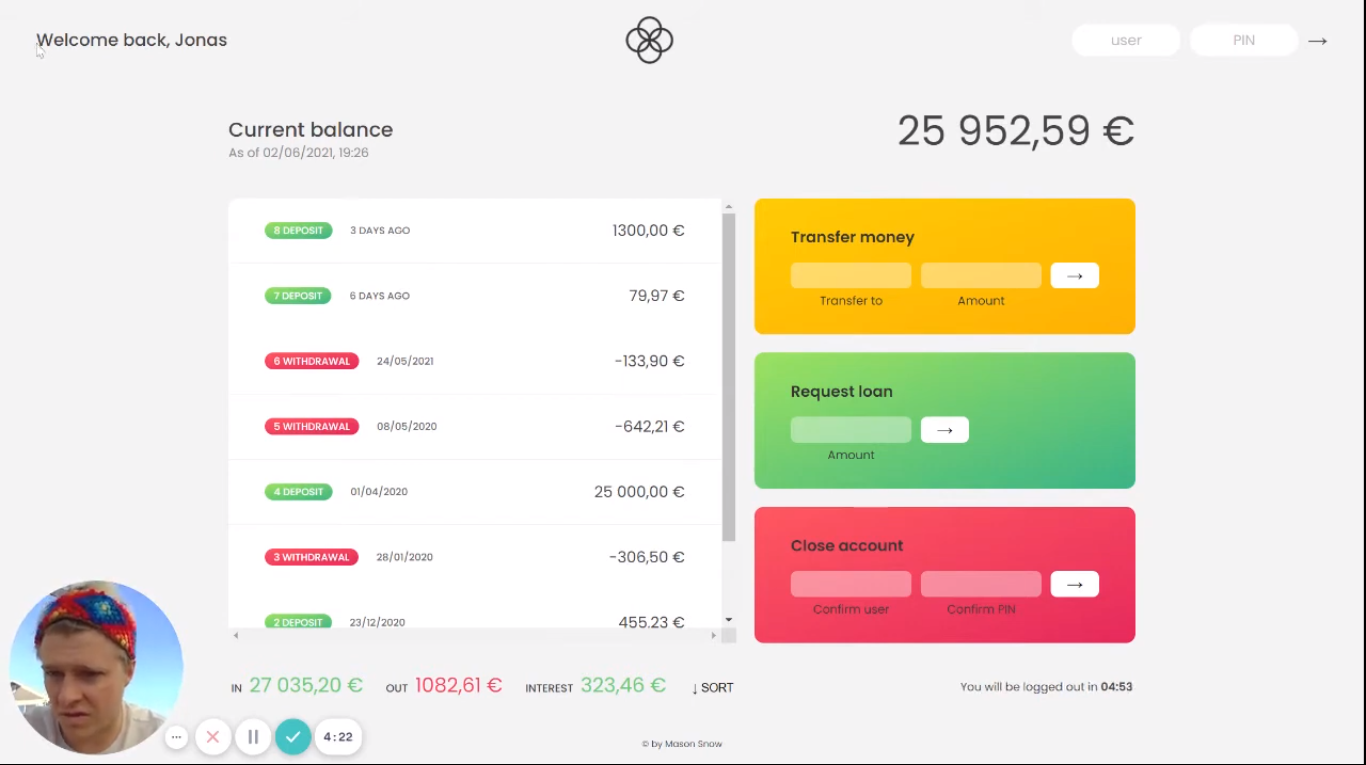 Welcome back, Jonas
user
PIN
→
Current balance
As of 02/06/2021, 19:26
25 952,59 €
8 DEPOSIT 3 DAYS AGO 1300,00 €
7 DEPOSIT 6 DAYS AGO 79,97 €
6 WITHDRAWAL 24/05/2021 -133,90 €
5 WITHDRAWAL 08/05/2020 -642,21 €
4 DEPOSIT 01/04/2020 25 000,00 €
3 WITHDRAWAL 28/01/2020 -306,50 €
2 DEPOSIT 23/12/2020 455,23 €
Transfer money
→
Transfer to Amount
Request loan
→
Amount
Close account
→
Confirm user Confirm PIN
IN 27 035,20 € OUT 1082,61 € INTEREST 323,46 € ↓ SORT
You will be logged out in 04:53
4:22
© by Mason Snow